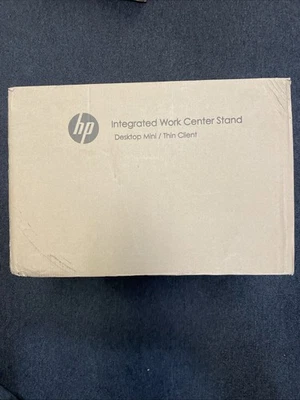 hp
Integrated Work Center Stand
Desktop Mini / Thin Client